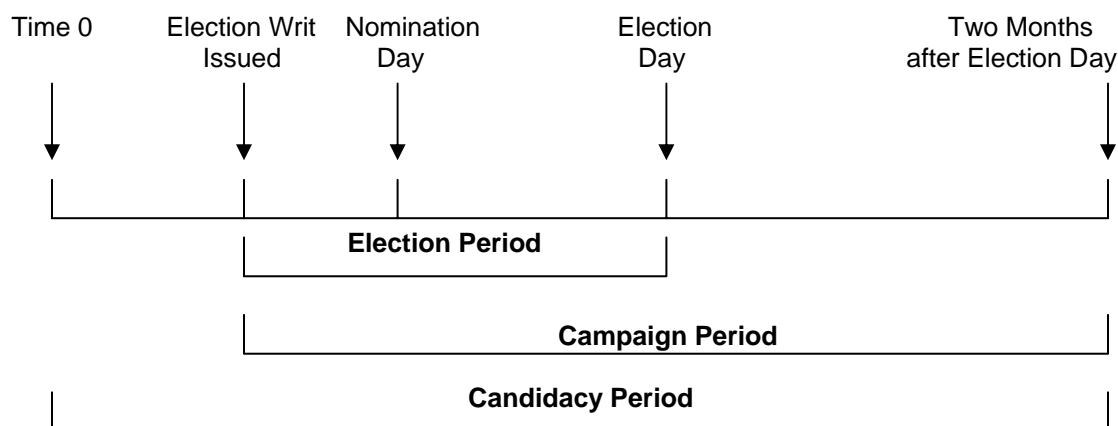 Time 0
Election Writ
Issued
Nomination
Day
Election
Day
Two Months
after Election Day
Election Period
Campaign Period
Candidacy Period